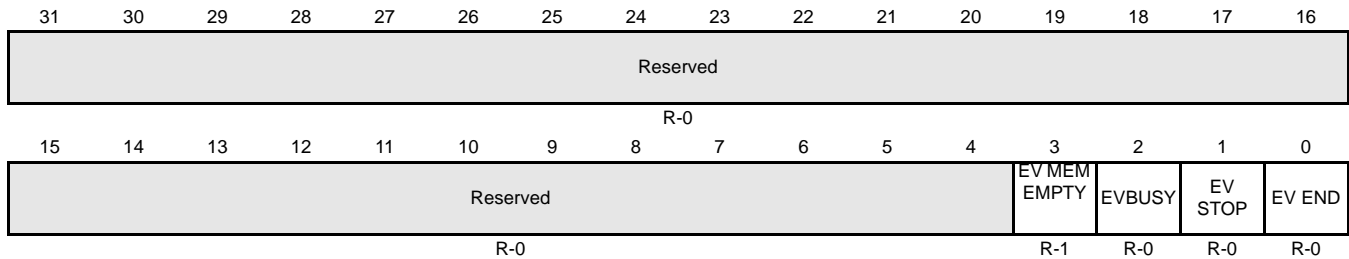 31 30 29 28 27 26 25 24 23 22 21 20 19 18 17 16
Reserved
R-0
15 14 13 12 11 10 9 8 7 6 5 4 3 2 1 0
Reserved
EV MEM
EMPTY
EVBUSY
EV
STOP
EV END
R-0 R-1 R-0 R-0 R-0